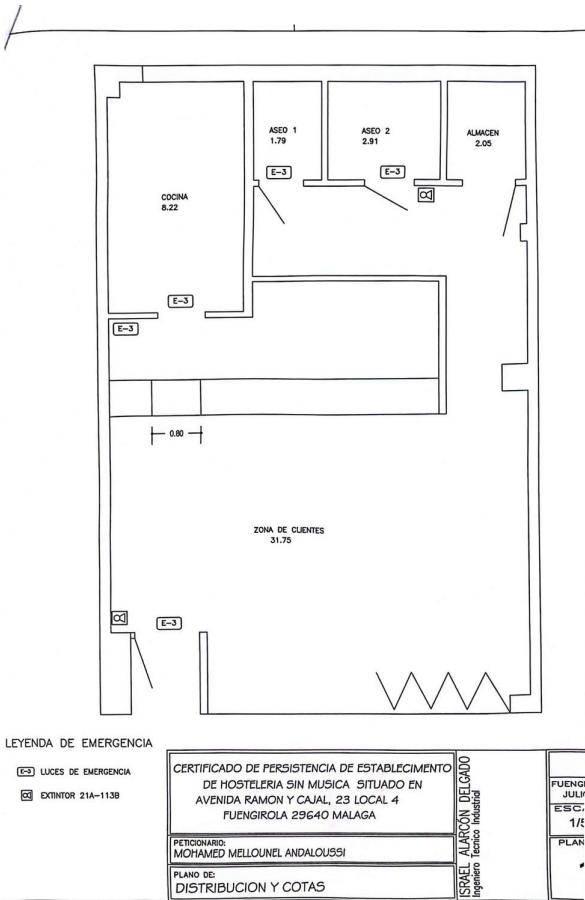 ASEO 1
1.79
ASEO 2
2.91
ALMACEN
2.05
E-3
E-3
COCINA
8.22
E-3
E-3
0.80
ZONA DE CLIENTES
31.75
E-3
LEYENDA DE EMERGENCIA
E-3 LUCES DE EMERGENCIA
EXTINTOR 21A-113B
CERTIFICADO DE PERSISTENCIA DE ESTABLECIMENTO
DE HOSTELERIA SIN MUSICA SITUADO EN
AVENIDA RAMON Y CAJAL, 23 LOCAL 4
FUENGIROLA 29640 MALAGA
PETICIONARIO:
MOHAMED MELLOUNEL ANDALOUSSI
PLANO DE:
DISTRIBUCION Y COTAS
ISRAEL ALARCÓN DELGADO
Ingeniero Tecnico Industrial
PLAN